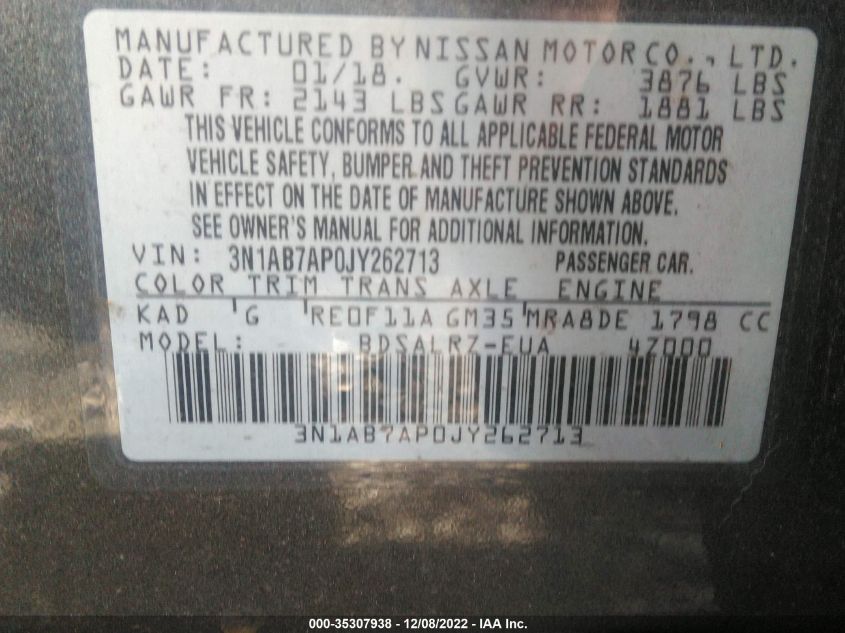 MANUFACTURED BY NISSAN MOTOR CO., LTD.
DATE: 01/18. GVWR: 3876 LBS
GAWR FR: 2143 LBS GAWR RR: 1881 LBS
THIS VEHICLE CONFORMS TO ALL APPLICABLE FEDERAL MOTOR
VEHICLE SAFETY, BUMPER AND THEFT PREVENTION STANDARDS
IN EFFECT ON THE DATE OF MANUFACTURE SHOWN ABOVE.
SEE OWNER'S MANUAL FOR ADDITIONAL INFORMATION.
VIN: 3N1AB7AP0JY262713 PASSENGER CAR.
COLOR TRIM TRANS AXLE ENGINE
KAD G RE0F11A GM35 MRA8DE 1798 CC
MODEL: BDSALRZ-EUA 4Z000
3N1AB7AP0JY262713
000-35307938 - 12/08/2022 - IAA Inc.